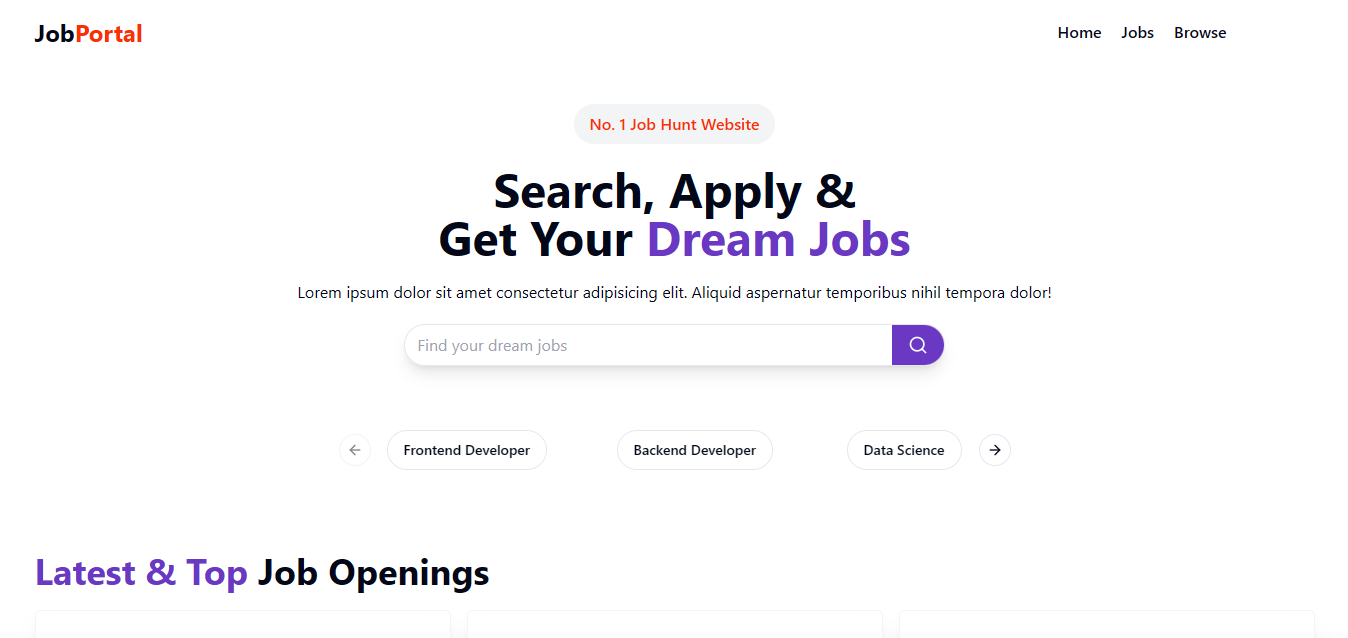 JobPortal
Home Jobs Browse
No. 1 Job Hunt Website
Search, Apply &
Get Your Dream Jobs
Lorem ipsum dolor sit amet consectetur adipisicing elit. Aliquid aspernatur temporibus nihil tempora dolor!
Find your dream jobs
Frontend Developer Backend Developer Data Science
Latest & Top Job Openings